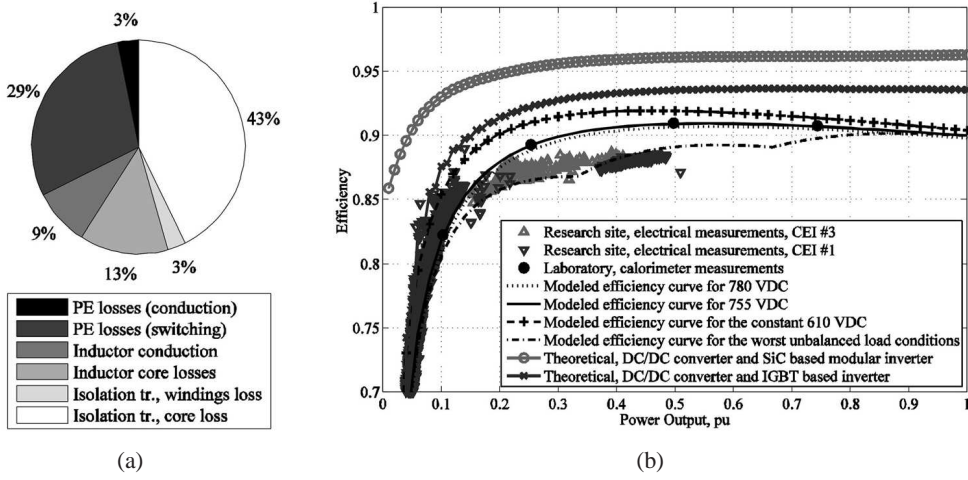 3%
29%
43%
9%
13%
3%
PE losses (conduction)
PE losses (switching)
Inductor conduction
Inductor core losses
Isolation tr., windings loss
Isolation tr., core loss
(a)
1
0.95
0.9
0.85
0.8
0.75
0.7
Efficiency
Research site, electrical measurements, CEI #3
Research site, electrical measurements, CEI #1
Laboratory, calorimeter measurements
Modeled efficiency curve for 780 VDC
Modeled efficiency curve for 755 VDC
Modeled efficiency curve for the constant 610 VDC
Modeled efficiency curve for the worst unbalanced load conditions
Theoretical, DC/DC converter and SiC based modular inverter
Theoretical, DC/DC converter and IGBT based inverter
0 0.1 0.2 0.3 0.4 0.5 0.6 0.7 0.8 0.9 1
Power Output, pu
(b)